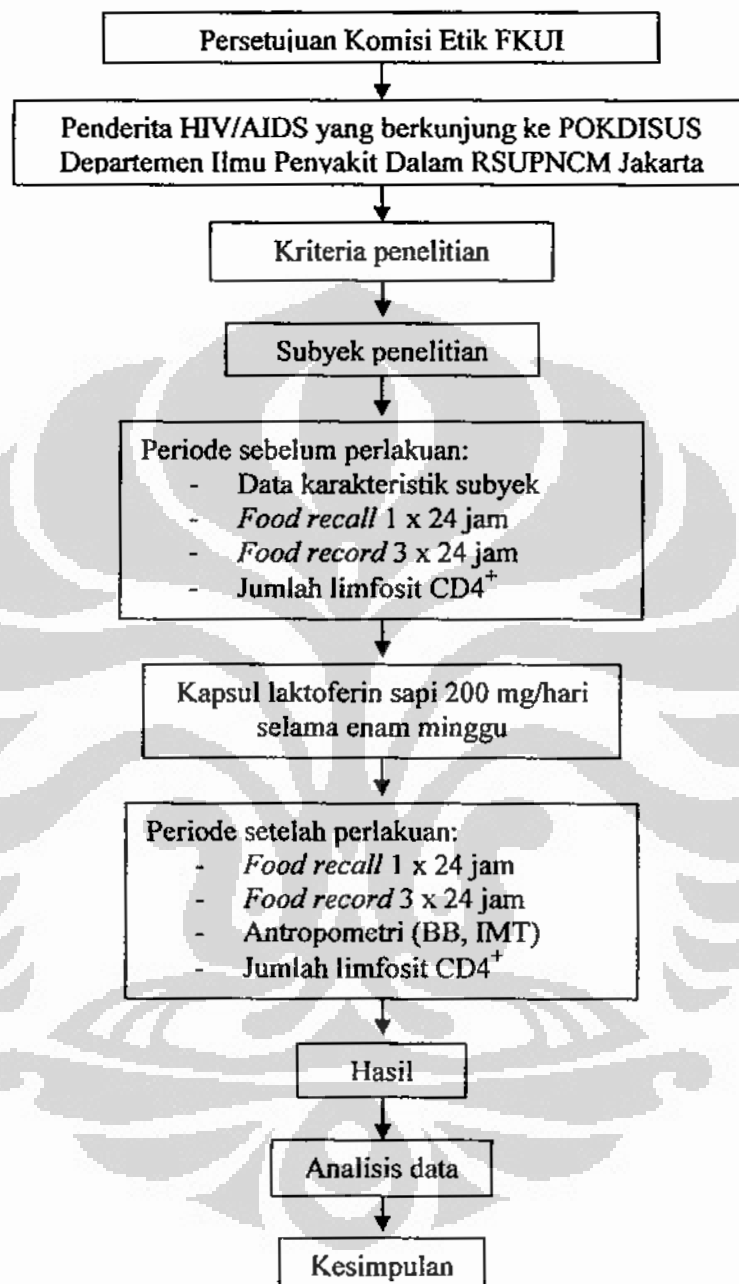 Persetujuan Komisi Etik FKUI
Penderita HIV/AIDS yang berkunjung ke POKDISUS
Departemen Ilmu Penyakit Dalam RSUPNCM Jakarta
Kriteria penelitian
Subyek penelitian
Periode sebelum perlakuan:
- Data karakteristik subyek
- Food recall 1 x 24 jam
- Food record 3 x 24 jam
- Jumlah limfosit CD4⁺
Kapsul laktoferin sapi 200 mg/hari
selama enam minggu
Periode setelah perlakuan:
- Food recall 1 x 24 jam
- Food record 3 x 24 jam
- Antropometri (BB, IMT)
- Jumlah limfosit CD4⁺
Hasil
Analisis data
Kesimpulan